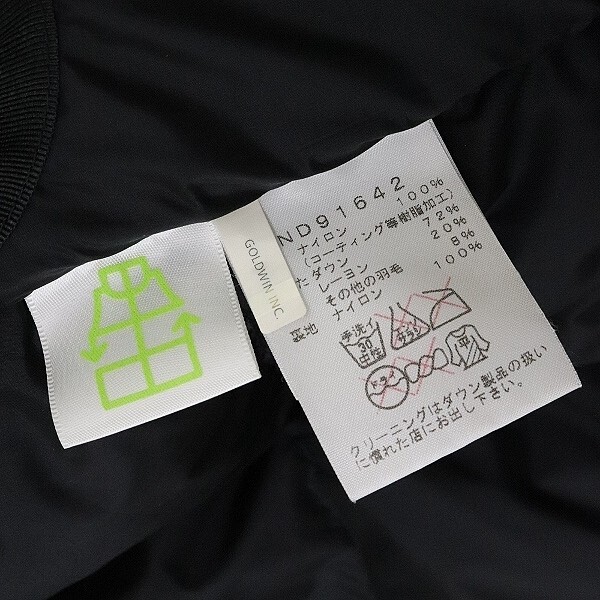 GOLDWIN INC.
ND91642
ナイロン 100%
(コーティング等樹脂加工)
ダウン 72%
レーヨン 20%
その他の羽毛 8%
裏地 ナイロン 100%
手洗イ
30
中性
平
クリーニングはダウン製品の扱い
に慣れた店にお出し下さい。